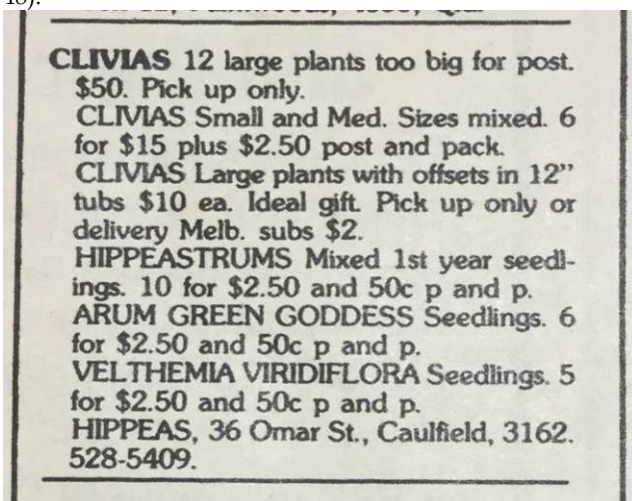 CLIVIAS 12 large plants too big for post.
$50. Pick up only.
CLIVIAS Small and Med. Sizes mixed. 6
for $15 plus $2.50 post and pack.
CLIVIAS Large plants with offsets in 12"
tubs $10 ea. Ideal gift. Pick up only or
delivery Melb. subs $2.
HIPPEASTRUMS Mixed 1st year seedl-
ings. 10 for $2.50 and 50c p and p.
ARUM GREEN GODDESS Seedlings. 6
for $2.50 and 50c p and p.
VELTHEMIA VIRIDIFLORA Seedlings. 5
for $2.50 and 50c p and p.
HIPPEAS, 36 Omar St., Caulfield, 3162.
528-5409.